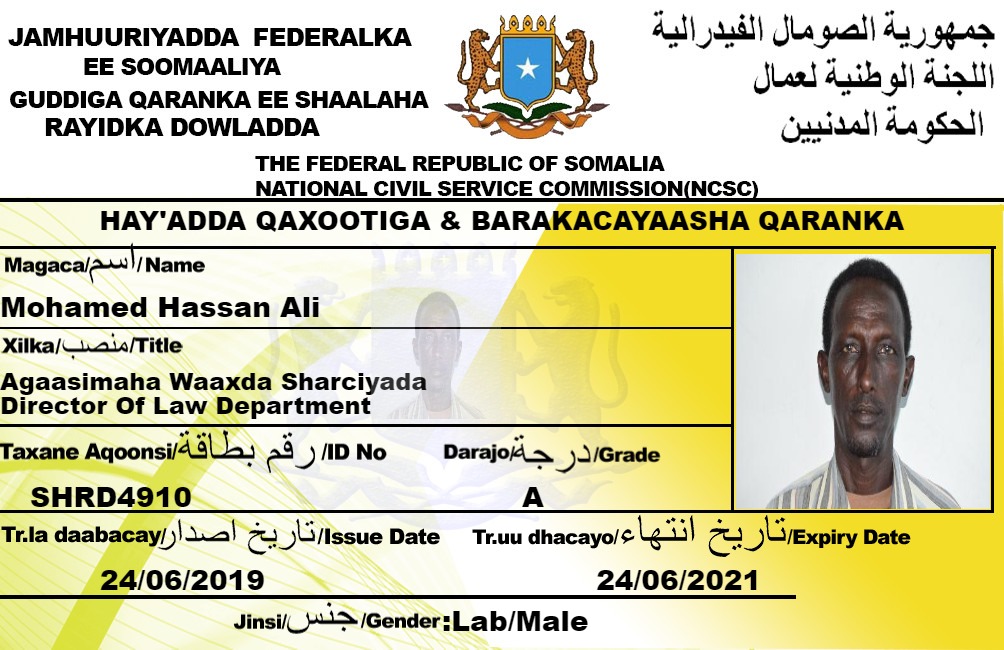 JAMHUURIYADDA FEDERALKA
EE SOOMAALIYA
GUDDIGA QARANKA EE SHAALAHA
RAYIDKA DOWLADDA
جمهورية الصومال الفيدرالية
اللجنة الوطنية لعمال
الحكومة المدنيين
THE FEDERAL REPUBLIC OF SOMALIA
NATIONAL CIVIL SERVICE COMMISSION(NCSC)
HAY'ADDA QAXOOTIGA & BARAKACAYAASHA QARANKA
Magaca/اسم/Name
Mohamed Hassan Ali
Xilka/منصب/Title
Agaasimaha Waaxda Sharciyada
Director Of Law Department
Taxane Aqoonsi/رقم بطاقة/ID No
SHRD4910
Darajo/درجة/Grade
A
Tr.la daabacay/تاريخ اصدار/Issue Date
24/06/2019
Tr.uu dhacayo/تاريخ انتهاء/Expiry Date
24/06/2021
Jinsi/جنس/Gender:Lab/Male